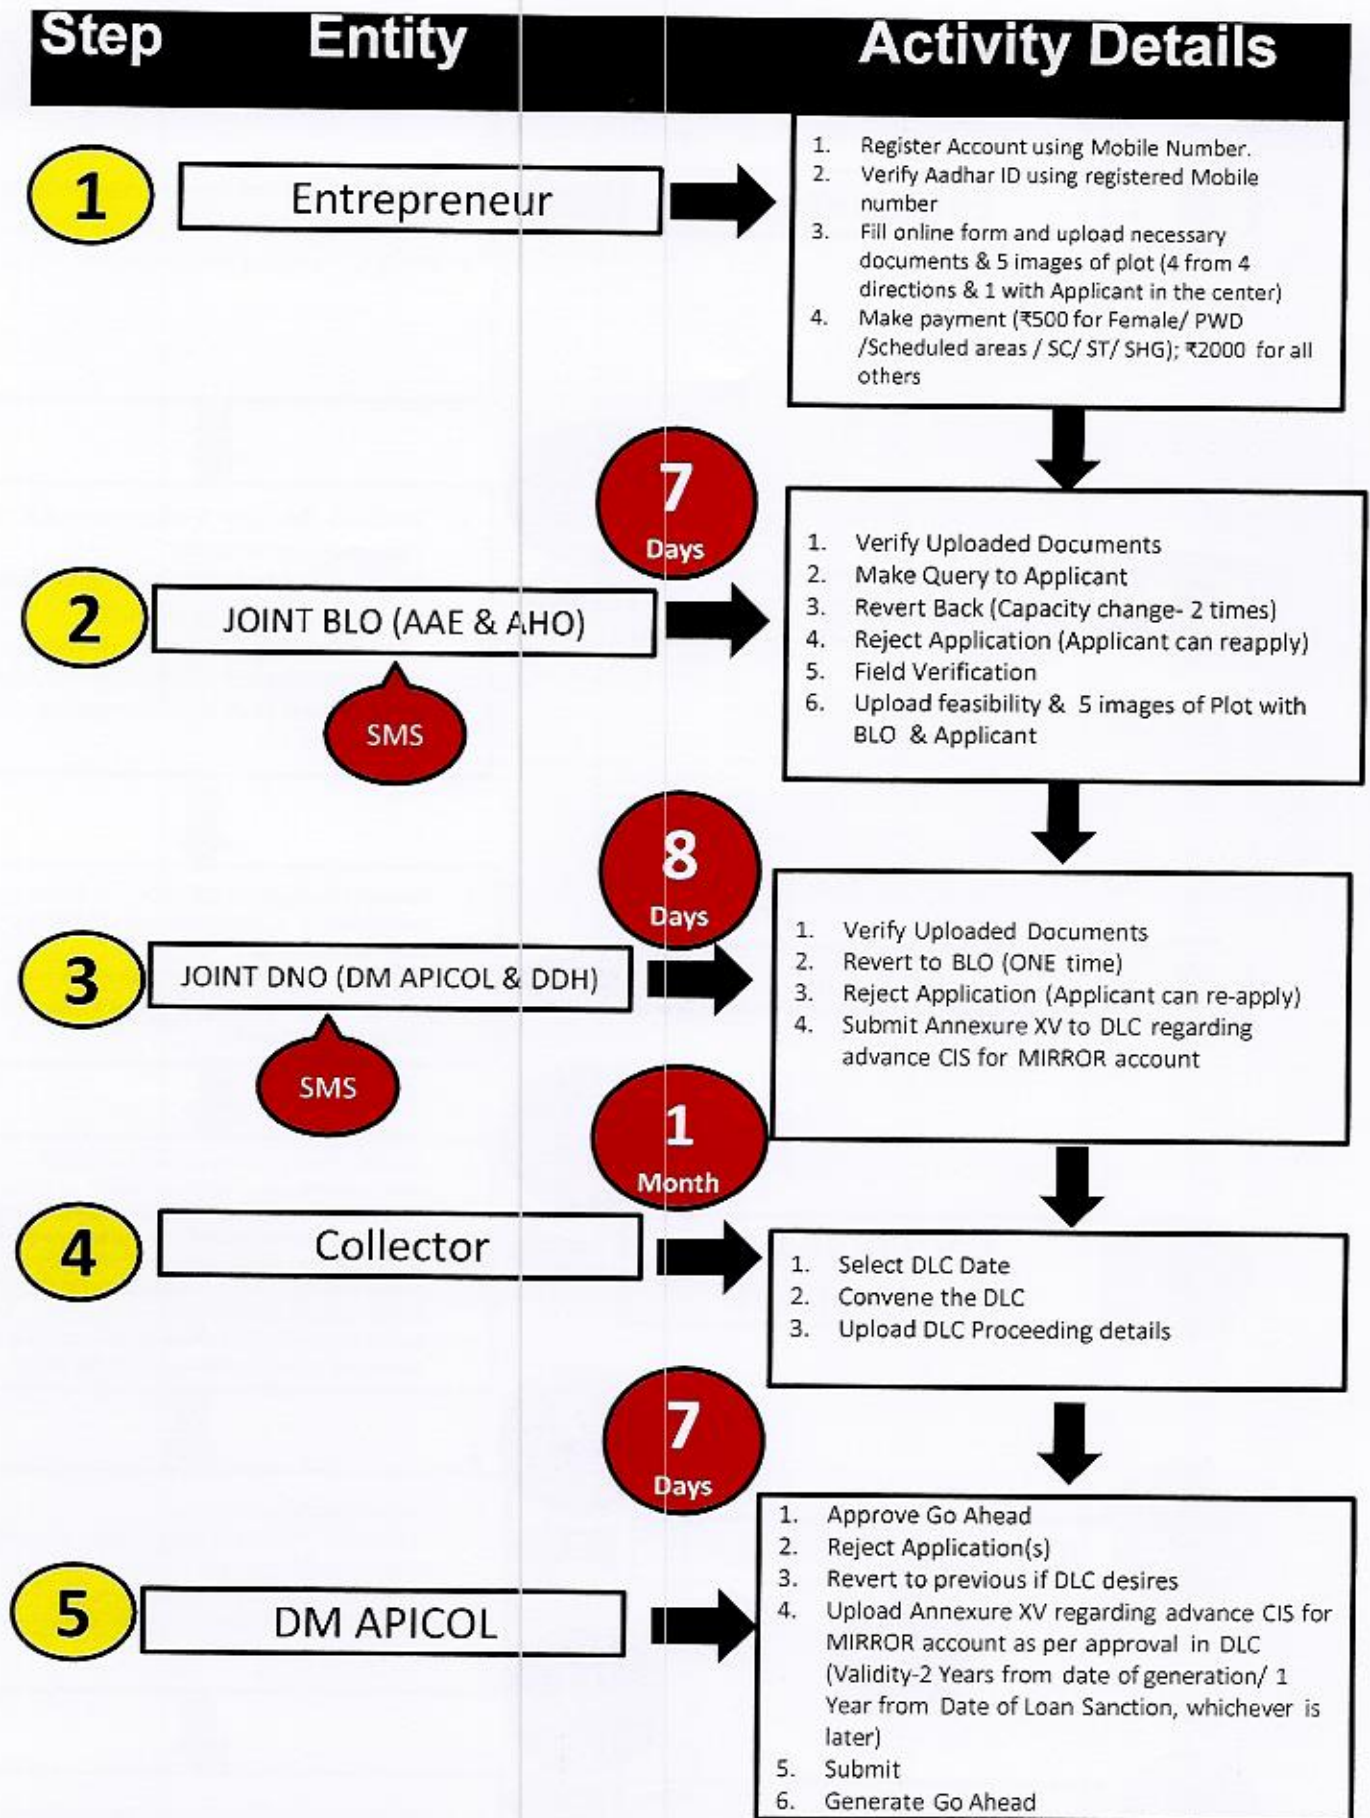 Step Entity Activity Details
1
Entrepreneur
1. Register Account using Mobile Number.
2. Verify Aadhar ID using registered Mobile
number
3. Fill online form and upload necessary
documents & 5 images of plot (4 from 4
directions & 1 with Applicant in the center)
4. Make payment (₹500 for Female/ PWD
/Scheduled areas / SC/ ST/ SHG); ₹2000 for all
others
7
Days
2
JOINT BLO (AAE & AHO)
SMS
1. Verify Uploaded Documents
2. Make Query to Applicant
3. Revert Back (Capacity change- 2 times)
4. Reject Application (Applicant can reapply)
5. Field Verification
6. Upload feasibility & 5 images of Plot with
BLO & Applicant
8
Days
3
JOINT DNO (DM APICOL & DDH)
SMS
1. Verify Uploaded Documents
2. Revert to BLO (ONE time)
3. Reject Application (Applicant can re-apply)
4. Submit Annexure XV to DLC regarding
advance CIS for MIRROR account
1
Month
4
Collector
1. Select DLC Date
2. Convene the DLC
3. Upload DLC Proceeding details
7
Days
5
DM APICOL
1. Approve Go Ahead
2. Reject Application(s)
3. Revert to previous if DLC desires
4. Upload Annexure XV regarding advance CIS for
MIRROR account as per approval in DLC
(Validity-2 Years from date of generation/ 1
Year from Date of Loan Sanction, whichever is
later)
5. Submit
6. Generate Go Ahead